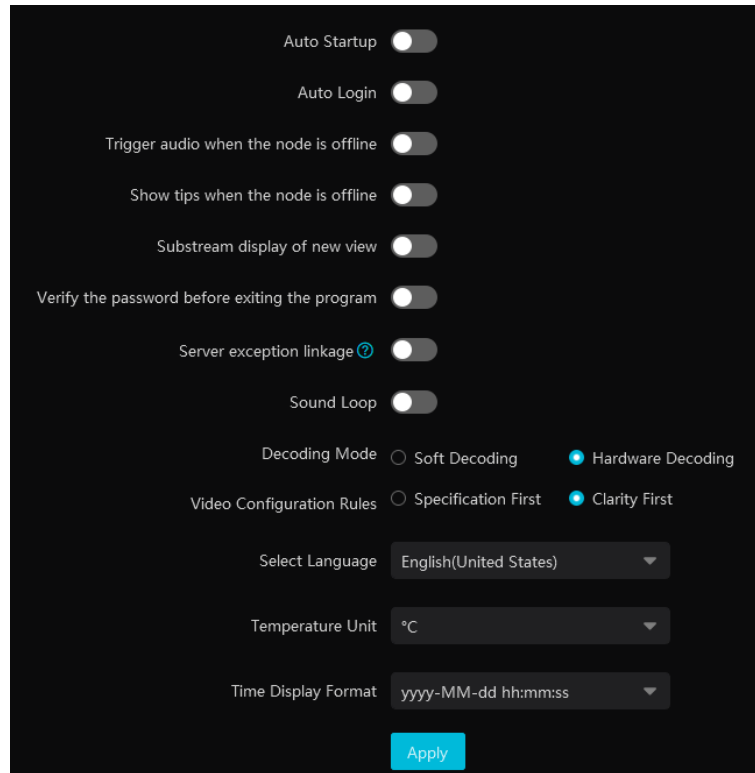 Auto Startup
Auto Login
Trigger audio when the node is offline
Show tips when the node is offline
Substream display of new view
Verify the password before exiting the program
Server exception linkage ?
Sound Loop
Decoding Mode Soft Decoding Hardware Decoding
Video Configuration Rules Specification First Clarity First
Select Language English(United States)
Temperature Unit °C
Time Display Format yyyy-MM-dd hh:mm:ss
Apply